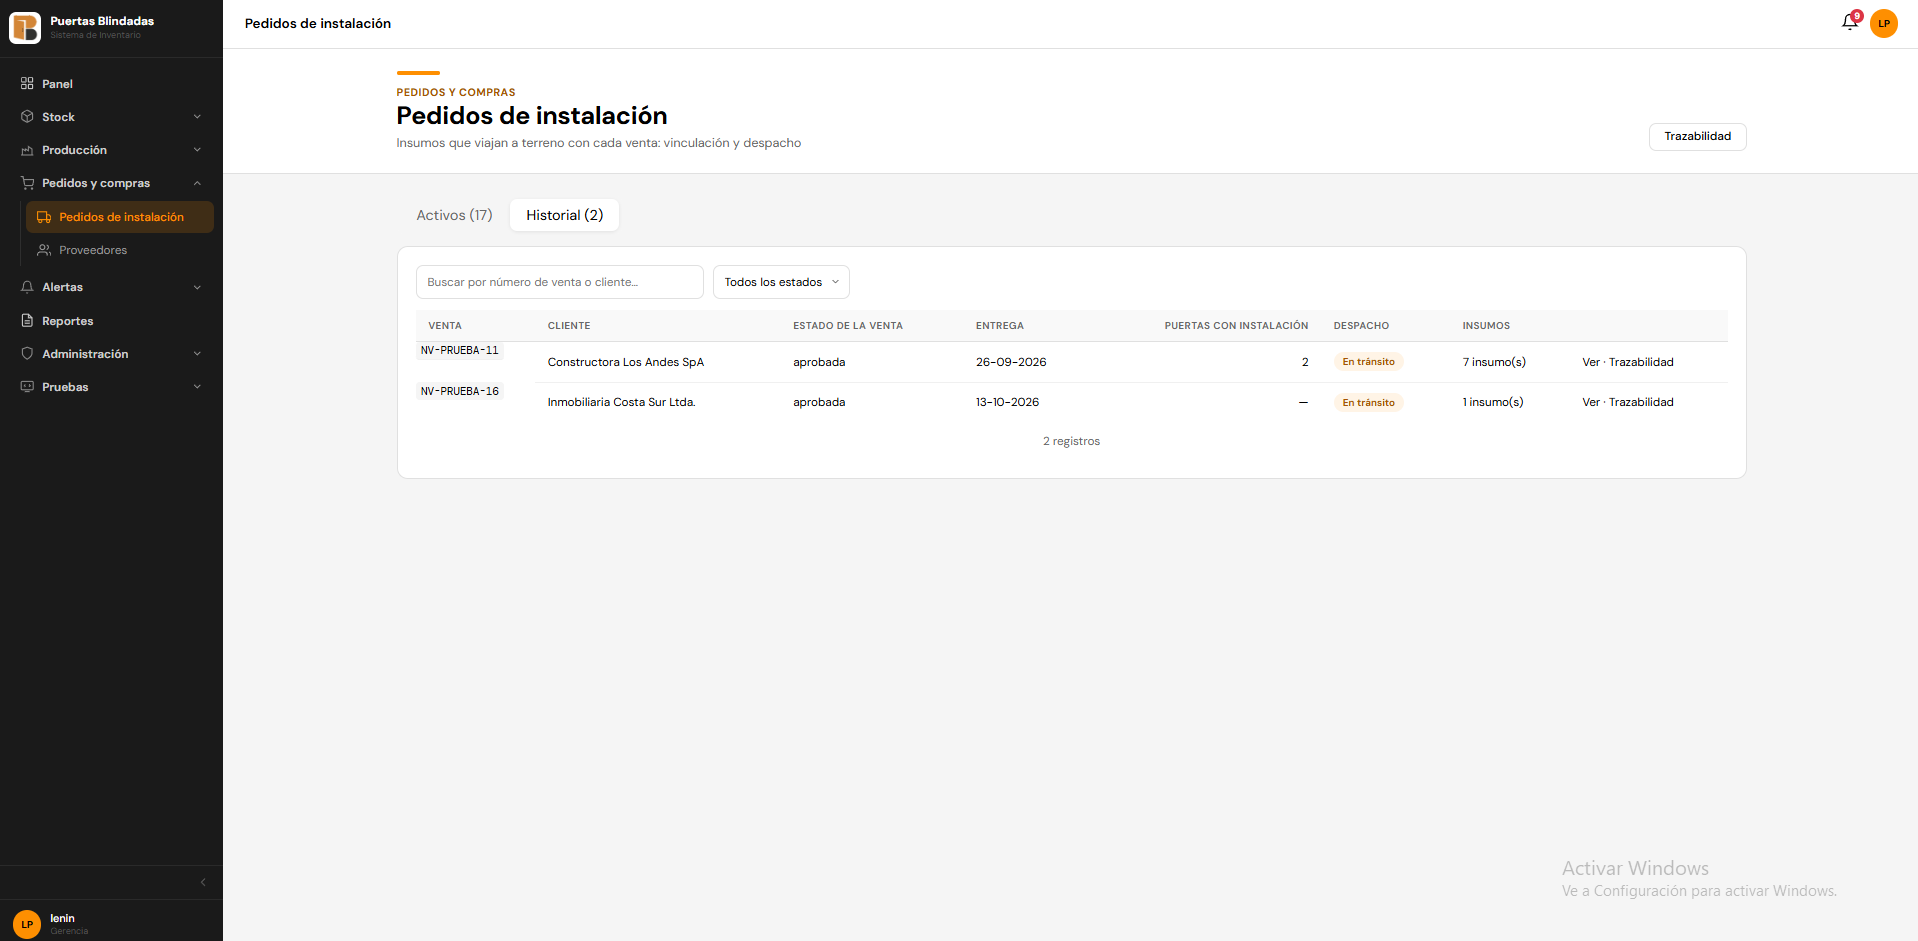 Puertas Blindadas
Sistema de Inventario
Panel
Stock
Producción
Pedidos y compras
Pedidos de instalación
Proveedores
Alertas
Reportes
Administración
Pruebas
LP
lenin
Gerencia
Pedidos de instalación
9
LP
PEDIDOS Y COMPRAS
Pedidos de instalación
Insumos que viajan a terreno con cada venta: vinculación y despacho
Trazabilidad
Activos (17) Historial (2)
Buscar por número de venta o cliente... Todos los estados
VENTA CLIENTE ESTADO DE LA VENTA ENTREGA PUERTAS CON INSTALACIÓN DESPACHO INSUMOS
NV-PRUEBA-11 Constructora Los Andes SpA aprobada 26-09-2026 2 En tránsito 7 insumo(s) Ver · Trazabilidad
NV-PRUEBA-16 Inmobiliaria Costa Sur Ltda. aprobada 13-10-2026 — En tránsito 1 insumo(s) Ver · Trazabilidad
2 registros
Activar Windows
Ve a Configuración para activar Windows.